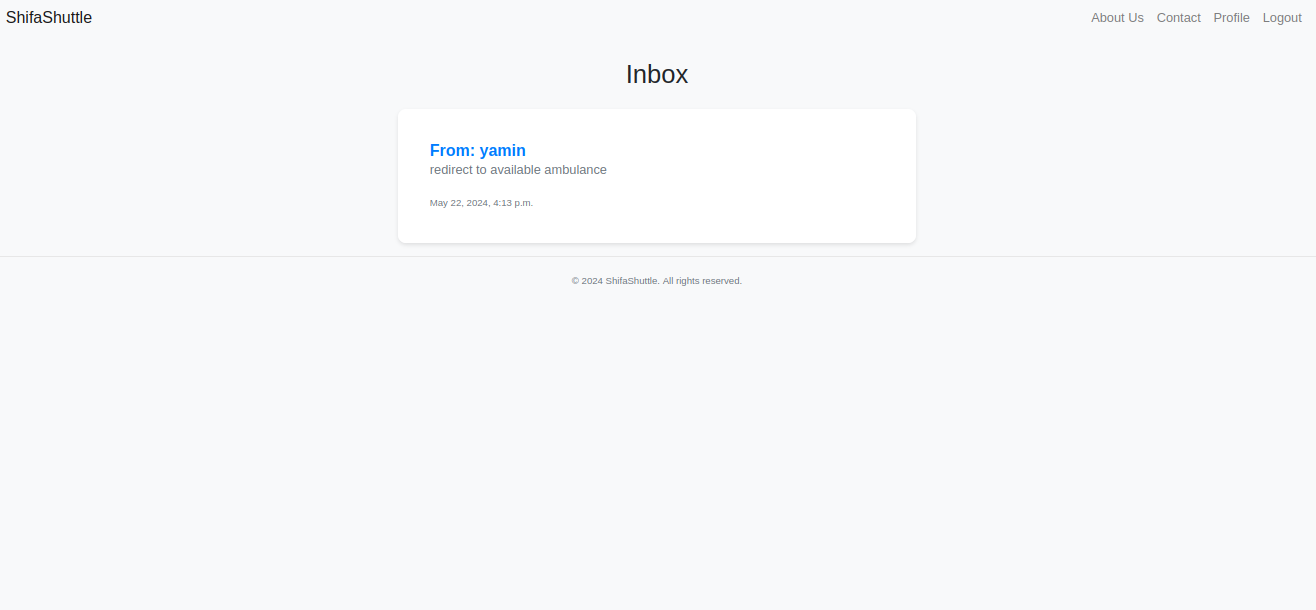 ShifaShuttle
About Us Contact Profile Logout
Inbox
From: yamin
redirect to available ambulance
May 22, 2024, 4:13 p.m.
© 2024 ShifaShuttle. All rights reserved.